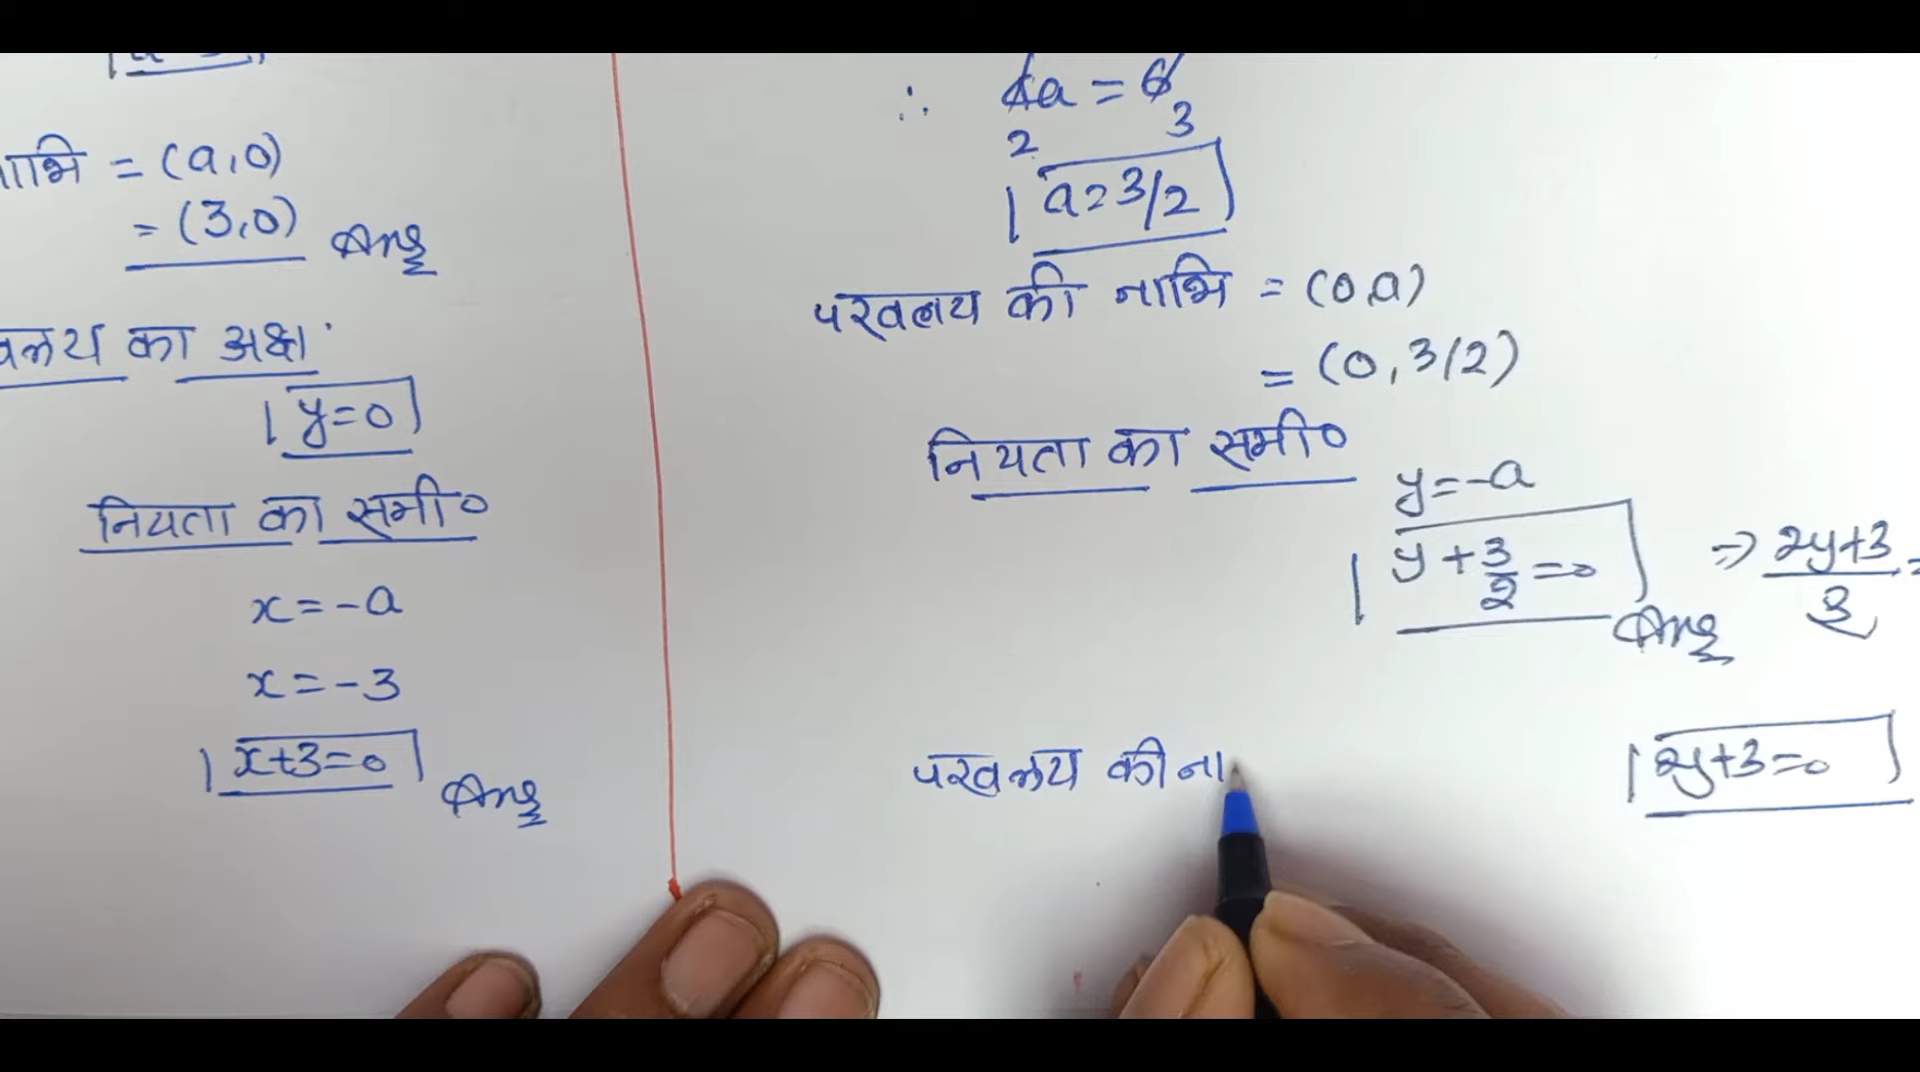 = (a,0)
= (3,0) Ans
का अक्ष
y=0
नियता का समी०
x=-a
x=-3
x+3=0 Ans
∴ 4a=6
2 3
a=3/2
परवलय की नाभि = (0,a)
= (0,3/2)
नियता का समी०
y=-a
y+3/2=0 Ans
⇒ 2y+3
परवलय की ना
2y+3=0